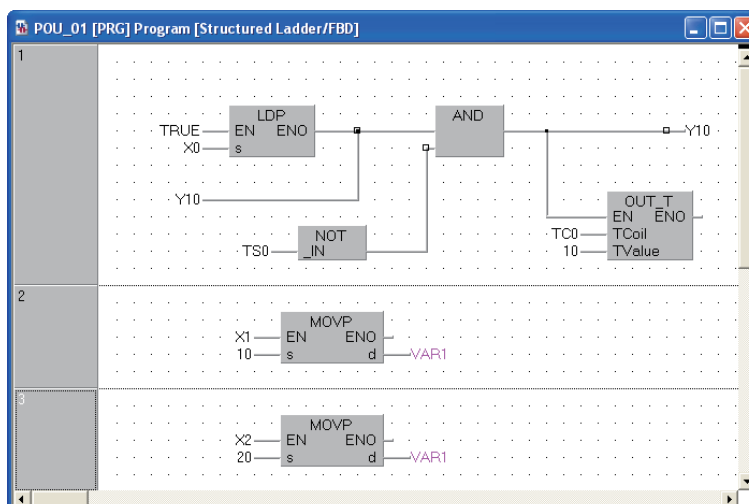 POU_01 [PRG] Program [Structured Ladder/FBD]
1
LDP
AND
TRUE EN ENO Y10
X0 s
Y10
OUT_T
EN ENO
NOT
TC0 TCoil
TS0 _IN
10 TValue
2
MOVP
X1 EN ENO
10 s d VAR1
3
MOVP
X2 EN ENO
20 s d VAR1